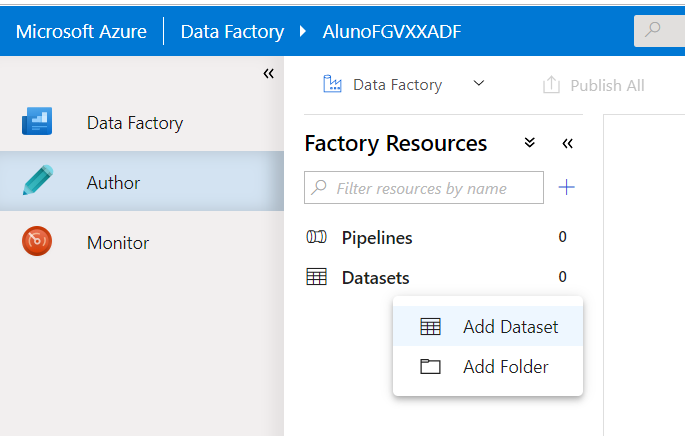 Microsoft Azure Data Factory AlunoFGVXXADF
Data Factory
Author
Monitor
Data Factory Publish All
Factory Resources
Filter resources by name
Pipelines 0
Datasets 0
Add Dataset
Add Folder